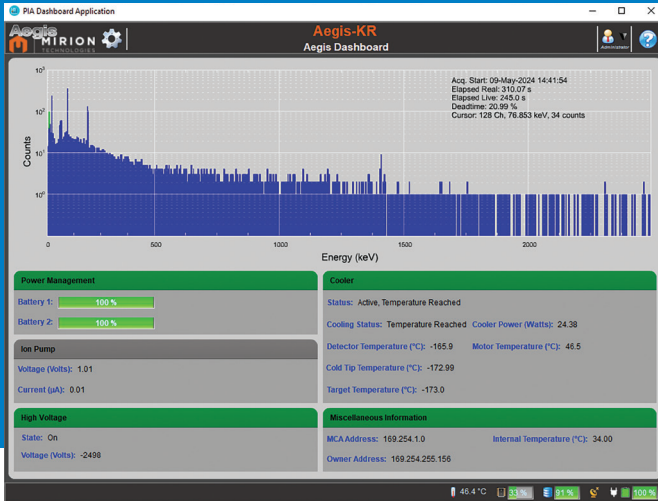 PIA Dashboard Application
Aegis
MIRION
TECHNOLOGIES
Aegis-KR
Aegis Dashboard
Administrator
Acq. Start: 09-May-2024 14:41:54
Elapsed Real: 310.07 s
Elapsed Live: 245.0 s
Deadtime: 20.99 %
Cursor: 128 Ch, 76.853 keV, 34 counts
Counts
10³
10²
10¹
10⁰
0 500 1000 1500 2000
Energy (keV)
Power Management
Battery 1: 100 %
Battery 2: 100 %
Ion Pump
Voltage (Volts): 1.01
Current (µA): 0.01
High Voltage
State: On
Voltage (Volts): -2498
Cooler
Status: Active, Temperature Reached
Cooling Status: Temperature Reached Cooler Power (Watts): 24.38
Detector Temperature (°C): -165.9 Motor Temperature (°C): 46.5
Cold Tip Temperature (°C): -172.99
Target Temperature (°C): -173.0
Miscellaneous Information
MCA Address: 169.254.1.0 Internal Temperature (°C): 34.00
Owner Address: 169.254.255.156
46.4 °C 33 % 91 % 100 %